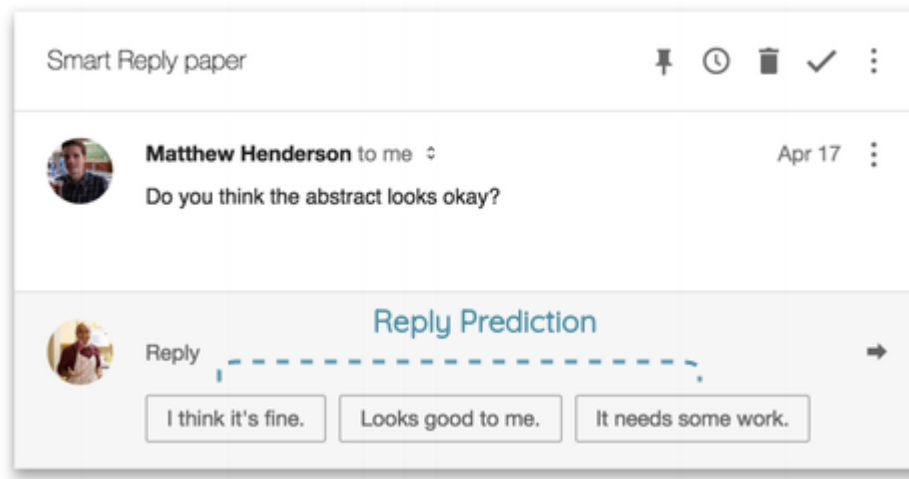 Smart Reply paper
Matthew Henderson to me
Apr 17
Do you think the abstract looks okay?
Reply Prediction
Reply
I think it's fine.
Looks good to me.
It needs some work.